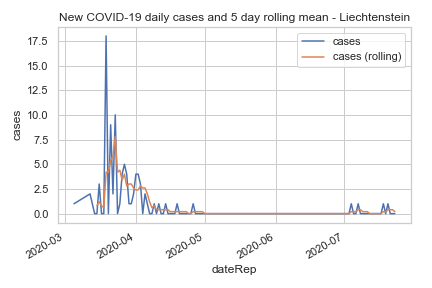 New COVID-19 daily cases and 5 day rolling mean - Liechtenstein
cases
cases (rolling)
17.5
15.0
12.5
10.0
7.5
5.0
2.5
0.0
cases
2020-03
2020-04
2020-05
2020-06
2020-07
dateRep